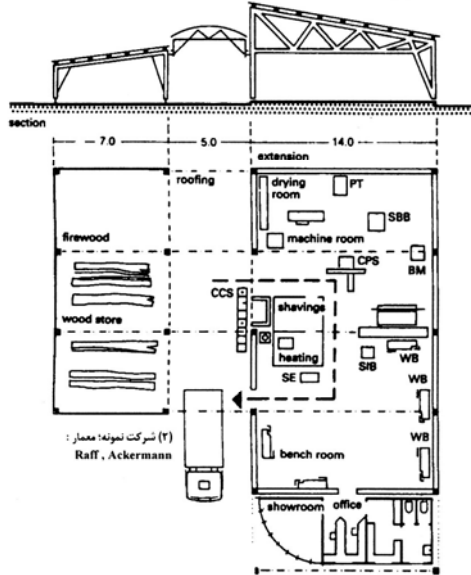 section
7.0 5.0 14.0
extension
roofing
drying room
PT
SBB
firewood
machine room
CPS
BM
CCS
shavings
wood store
heating
SIB
WB
SE
WB
(۲) شرکت نمونه؛ معمار :
Raff , Ackermann
WB
bench room
showroom
office